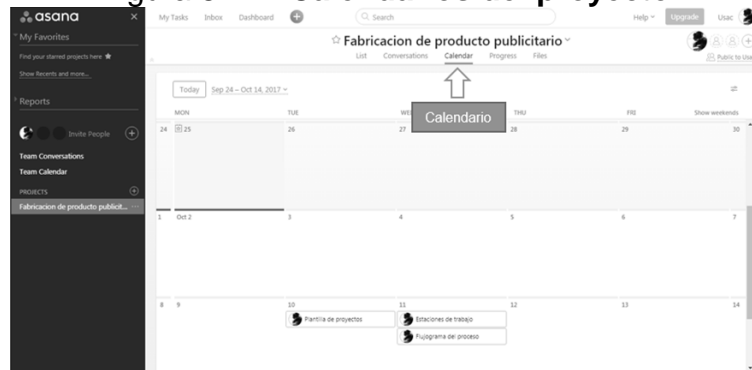 asana
My Tasks Inbox Dashboard
Search
Help Upgrade Usac
My Favorites
Find your starred projects here
Show Recents and more...
Reports
Invite People
Team Conversations
Team Calendar
PROJECTS
Fabricacion de producto publicit...
Fabricacion de producto publicitario
List Conversations Calendar Progress Files
Public to Usa
Calendario
Today Sep 24 – Oct 14, 2017
MON TUE WE THU FRI Show weekends
24 25 26 27 28 29 30
1 Oct 2 3 4 5 6 7
8 9 10 11 12 13 14
Plantilla de proyectos Estaciones de trabajo
Flujograma del proceso